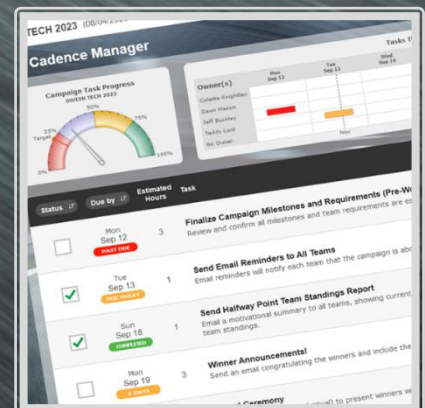 TECH 2023
Cadence Manager
Campaign Task Progress
SWESH TECH 2023
0%
25%
Target
50%
75%
100%
Tasks
Owner(s)
Mon
Sep 12
Tue
Sep 13
Wed
Sep 14
Colette Knightley
Dawn Mason
Jeff Buckley
Teddy Loid
No Owner
Now
Status
Due by
Estimated
Hours
Task
Mon
Sep 12
PAST DUE
3
Finalize Campaign Milestones and Requirements
Review and confirm all milestones and team requirements are
Tue
Sep 13
DUE TODAY
1
Send Email Reminders to All Teams
Email reminders will notify each team that the campaign is
Sun
Sep 18
COMPLETED
1
Send Halfway Point Team Standings Report
Email a motivational summary to all teams, showing current
team standings.
Mon
Sep 19
6 DAYS
3
Winner Announcements!
Send an email congratulating the winners and include the
Ceremony
to present winners